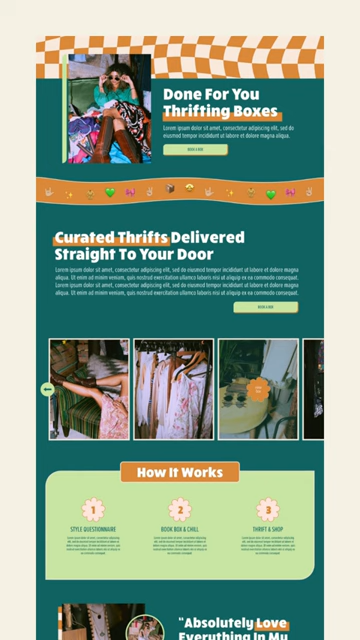 Done For You
Thrifting Boxes
Lorem ipsum dolor sit amet, consectetur adipiscing elit, sed do
eiusmod tempor incididunt ut labore et dolore magna aliqua.
BOOK A BOX
Curated Thrifts Delivered
Straight To Your Door
Lorem ipsum dolor sit amet, consectetur adipiscing elit, sed do eiusmod tempor incididunt ut labore et dolore magna
aliqua. Ut enim ad minim veniam, quis nostrud exercitation ullamco laboris nisi ut aliquip ex ea commodo consequat.
Lorem ipsum dolor sit amet, consectetur adipiscing elit, sed do eiusmod tempor incididunt ut labore et dolore magna
aliqua. Ut enim ad minim veniam, quis nostrud exercitation ullamco laboris nisi ut aliquip ex ea commodo consequat.
BOOK A BOX
How It Works
1
2
3
STYLE QUESTIONNAIRE
BOOK BOX & CHILL
THRIFT & SHOP
"Absolutely Love
Everything In My